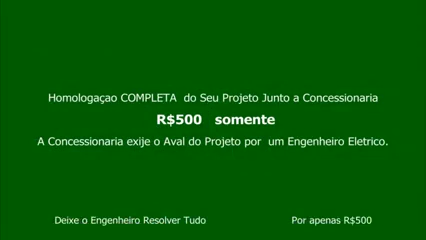 Homologaçao COMPLETA do Seu Projeto Junto a Concessionaria
R$500 somente
A Concessionaria exije o Aval do Projeto por um Engenheiro Eletrico.
Deixe o Engenheiro Resolver Tudo
Por apenas R$500